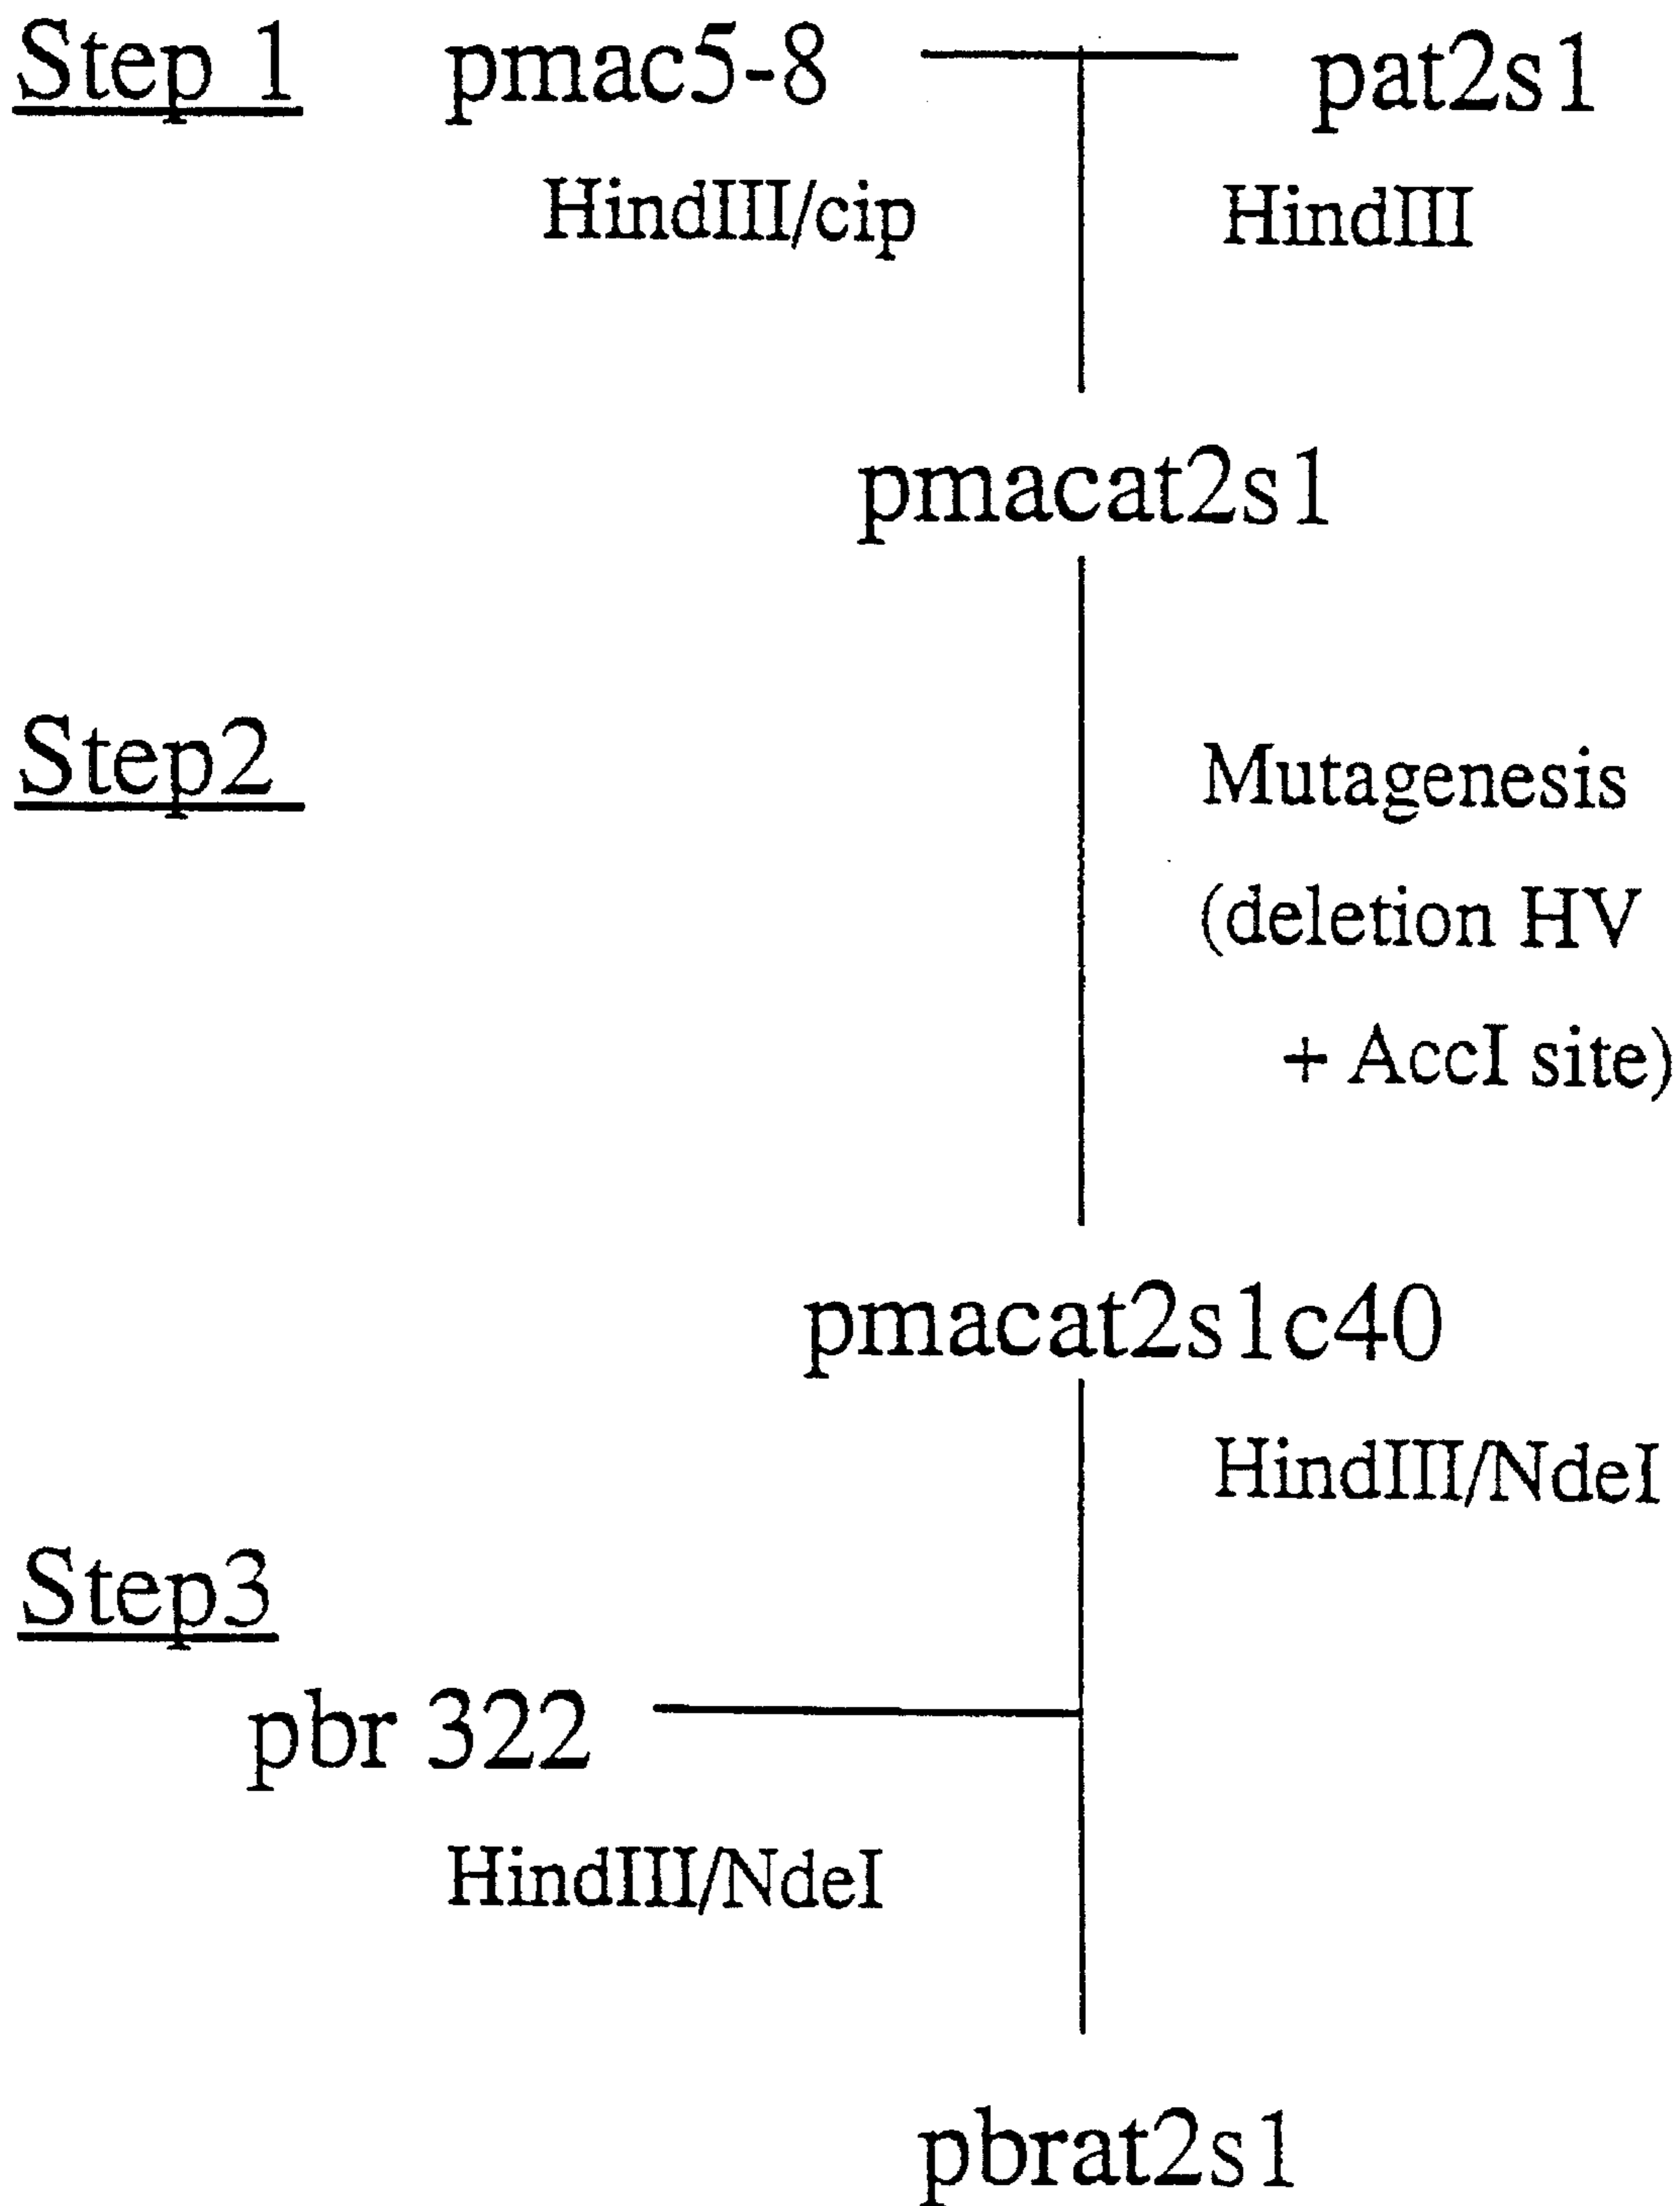 Step 1 pmac5-8 pat2s1
HindIII/cip HindIII
pmacat2s1
Step2
Mutagenesis
(deletion HV
+ AccI site)
pmacat2s1c40
HindIII/NdeI
Step3
pbr 322
HindIII/NdeI
pbrat2s1